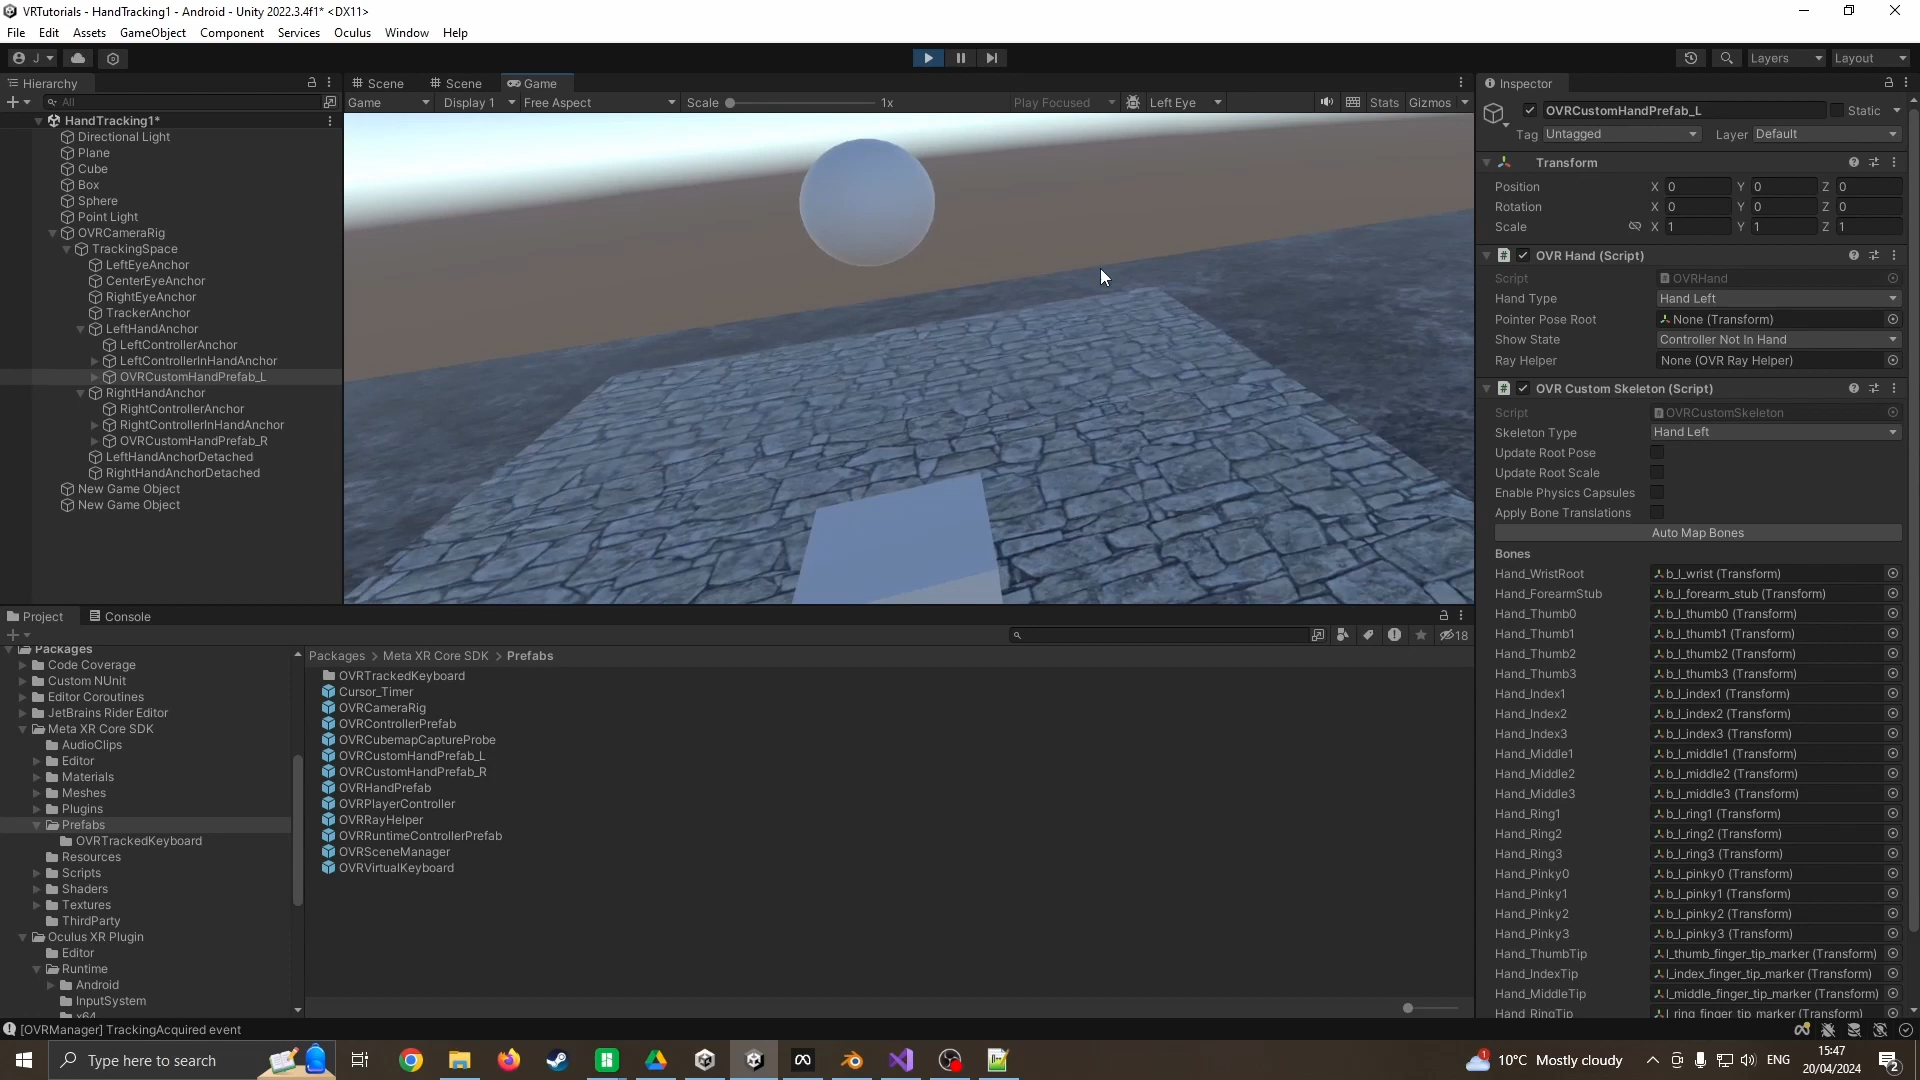 VRTutorials - HandTracking1 - Android - Unity 2022.3.4f1* <DX11>
File Edit Assets GameObject Component Services Oculus Window Help
J Layers Layout
Hierarchy
All
HandTracking1*
Directional Light
Plane
Cube
Box
Sphere
Point Light
OVRCameraRig
TrackingSpace
LeftEyeAnchor
CenterEyeAnchor
RightEyeAnchor
TrackerAnchor
LeftHandAnchor
LeftControllerAnchor
LeftControllerInHandAnchor
OVRCustomHandPrefab_L
RightHandAnchor
RightControllerAnchor
RightControllerInHandAnchor
OVRCustomHandPrefab_R
LeftHandAnchorDetached
RightHandAnchorDetached
New Game Object
New Game Object
Scene Scene Game
Game Display 1 Free Aspect Scale 1x Play Focused Left Eye Stats Gizmos
Inspector
OVRCustomHandPrefab_L Static
Tag Untagged Layer Default
Transform
Position X 0 Y 0 Z 0
Rotation X 0 Y 0 Z 0
Scale X 1 Y 1 Z 1
OVR Hand (Script)
Script OVRHand
Hand Type Hand Left
Pointer Pose Root None (Transform)
Show State Controller Not In Hand
Ray Helper None (OVR Ray Helper)
OVR Custom Skeleton (Script)
Script OVRCustomSkeleton
Skeleton Type Hand Left
Update Root Pose
Update Root Scale
Enable Physics Capsules
Apply Bone Translations
Auto Map Bones
Bones
Hand_WristRoot b_l_wrist (Transform)
Hand_ForearmStub b_l_forearm_stub (Transform)
Hand_Thumb0 b_l_thumb0 (Transform)
Hand_Thumb1 b_l_thumb1 (Transform)
Hand_Thumb2 b_l_thumb2 (Transform)
Hand_Thumb3 b_l_thumb3 (Transform)
Hand_Index1 b_l_index1 (Transform)
Hand_Index2 b_l_index2 (Transform)
Hand_Index3 b_l_index3 (Transform)
Hand_Middle1 b_l_middle1 (Transform)
Hand_Middle2 b_l_middle2 (Transform)
Hand_Middle3 b_l_middle3 (Transform)
Hand_Ring1 b_l_ring1 (Transform)
Hand_Ring2 b_l_ring2 (Transform)
Hand_Ring3 b_l_ring3 (Transform)
Hand_Pinky0 b_l_pinky0 (Transform)
Hand_Pinky1 b_l_pinky1 (Transform)
Hand_Pinky2 b_l_pinky2 (Transform)
Hand_Pinky3 b_l_pinky3 (Transform)
Hand_ThumbTip l_thumb_finger_tip_marker (Transform)
Hand_IndexTip l_index_finger_tip_marker (Transform)
Hand_MiddleTip l_middle_finger_tip_marker (Transform)
Hand_RingTip l_ring_finger_tip_marker (Transform)
Project Console
18
Packages
Code Coverage
Custom NUnit
Editor Coroutines
JetBrains Rider Editor
Meta XR Core SDK
AudioClips
Editor
Materials
Meshes
Plugins
Prefabs
OVRTrackedKeyboard
Resources
Scripts
Shaders
Textures
ThirdParty
Oculus XR Plugin
Editor
Runtime
Android
InputSystem
x64
Packages > Meta XR Core SDK > Prefabs
OVRTrackedKeyboard
Cursor_Timer
OVRCameraRig
OVRControllerPrefab
OVRCubemapCaptureProbe
OVRCustomHandPrefab_L
OVRCustomHandPrefab_R
OVRHandPrefab
OVRPlayerController
OVRRayHelper
OVRRuntimeControllerPrefab
OVRSceneManager
OVRVirtualKeyboard
[OVRManager] TrackingAcquired event
Type here to search
1 10°C Mostly cloudy ENG 15:47
20/04/2024 2